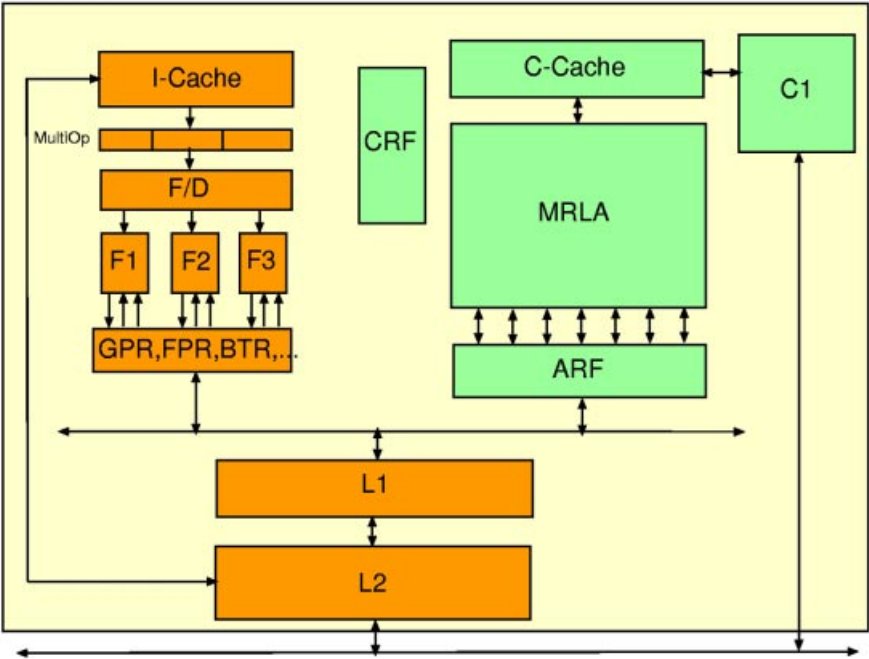 I-Cache
MultiOp
F/D
F1 F2 F3
GPR,FPR,BTR,...
CRF
C-Cache
C1
MRLA
ARF
L1
L2